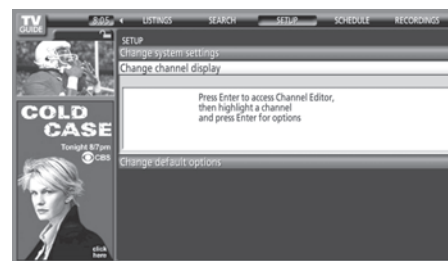 TV
GUIDE
8:05
LISTINGS
SEARCH
SETUP
SCHEDULE
RECORDINGS
SETUP
Change system settings
Change channel display
Press Enter to access Channel Editor,
then highlight a channel
and press Enter for options
Change default options
COLD
CASE
Tonight 8/7pm
CBS
click
here